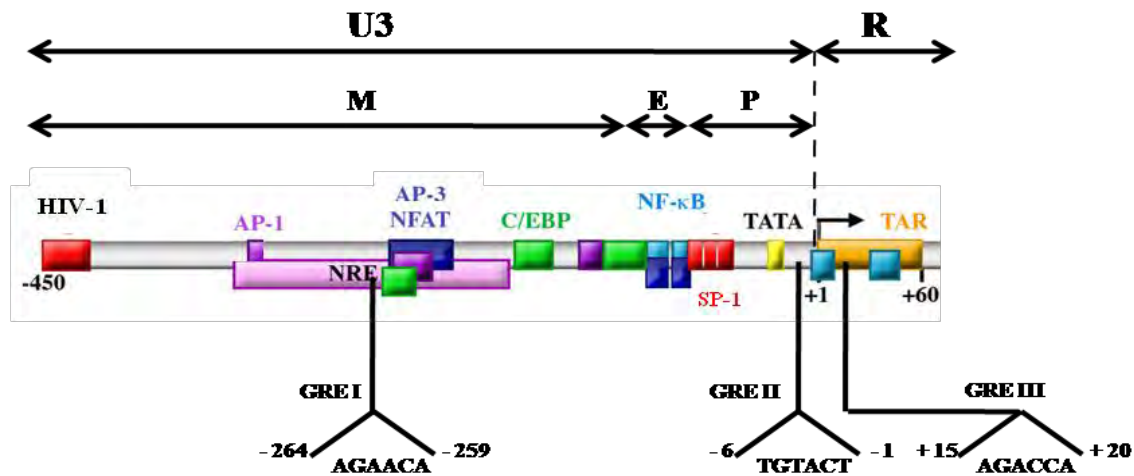 U3 R
M E P
AP-3
NF-κB
HIV-1 AP-1 NFAT C/EBP TATA TAR
NRE
-450 SP-1 +1 +60
GRE I GRE II GRE III
-264 -259 -6 -1 +15 +20
AGAACA TGTACT AGACCA